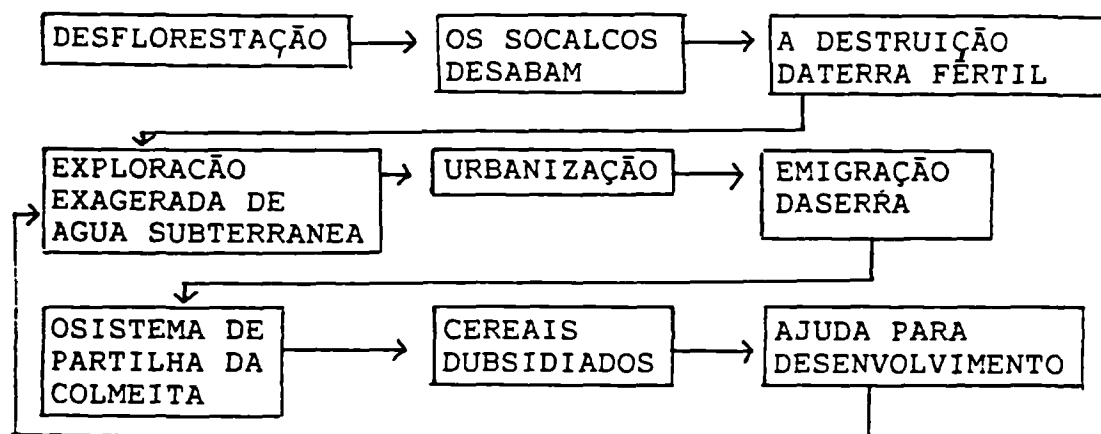 DESFLORESTAÇÃO
OS SOCALCOS
DESABAM
A DESTRUIÇÃO
DATERRA FÉRTIL
EXPLORACÃO
EXAGERADA DE
AGUA SUBTERRANEA
URBANIZAÇÃO
EMIGRAÇÃO
DASERRA
OSISTEMA DE
PARTILHA DA
COLMEITA
CEREAIS
DUBSIDIADOS
AJUDA PARA
DESENVOLVIMENTO